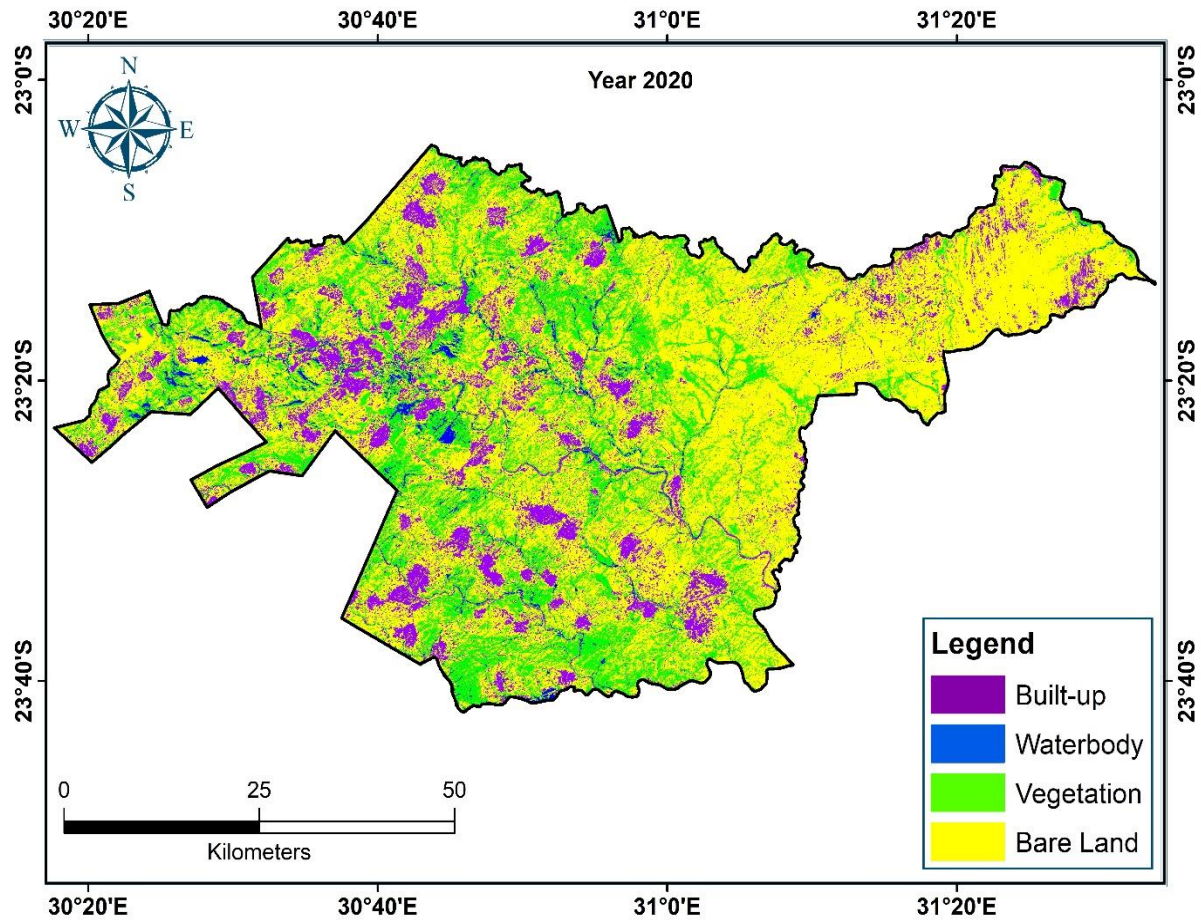 30°20'E 30°40'E 31°0'E 31°20'E
23°0'S 23°0'S
Year 2020
N
W E
S
23°20'S 23°20'S
23°40'S 23°40'S
Legend
Built-up
Waterbody
Vegetation
Bare Land
0 25 50
Kilometers
30°20'E 30°40'E 31°0'E 31°20'E